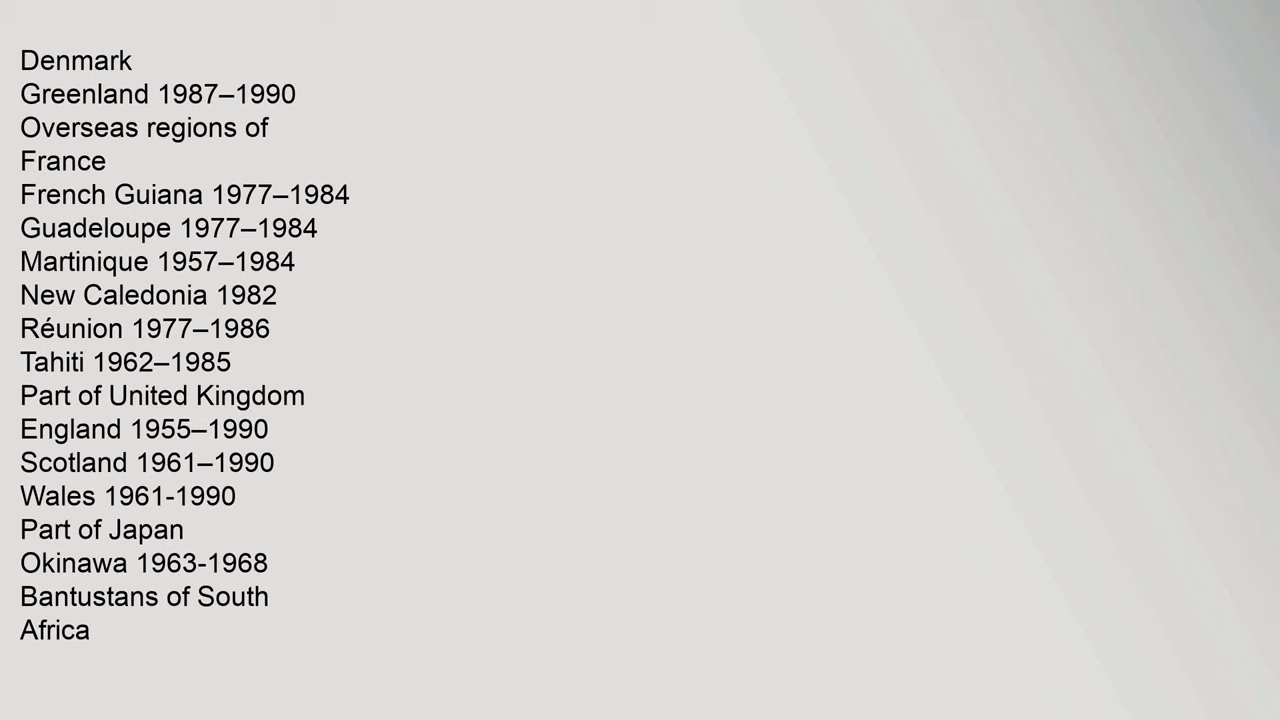 Denmark
Greenland 1987–1990
Overseas regions of
France
French Guiana 1977–1984
Guadeloupe 1977–1984
Martinique 1957–1984
New Caledonia 1982
Réunion 1977–1986
Tahiti 1962–1985
Part of United Kingdom
England 1955–1990
Scotland 1961–1990
Wales 1961-1990
Part of Japan
Okinawa 1963-1968
Bantustans of South
Africa